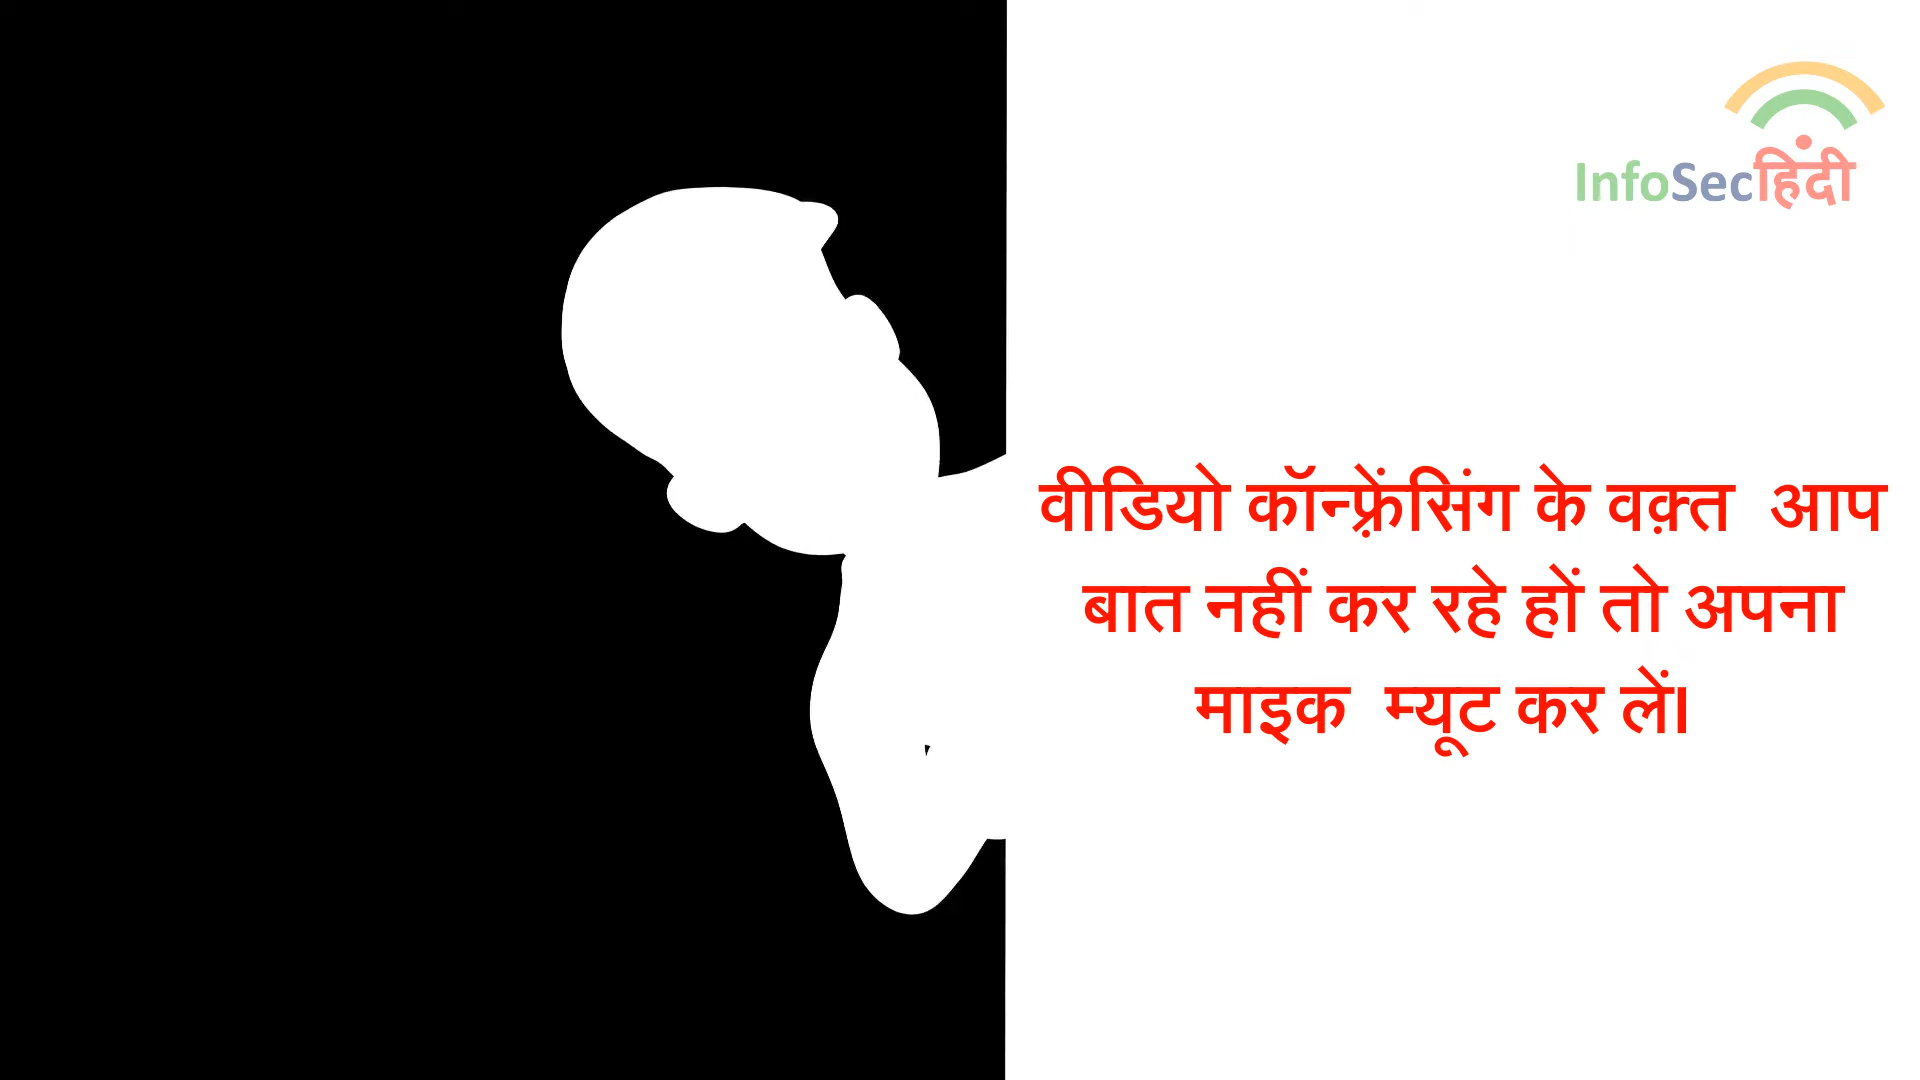 InfoSecहिंदी
वीडियो कॉन्फ़्रेंसिंग के वक़्त आप
बात नहीं कर रहे हों तो अपना
माइक म्यूट कर लें।